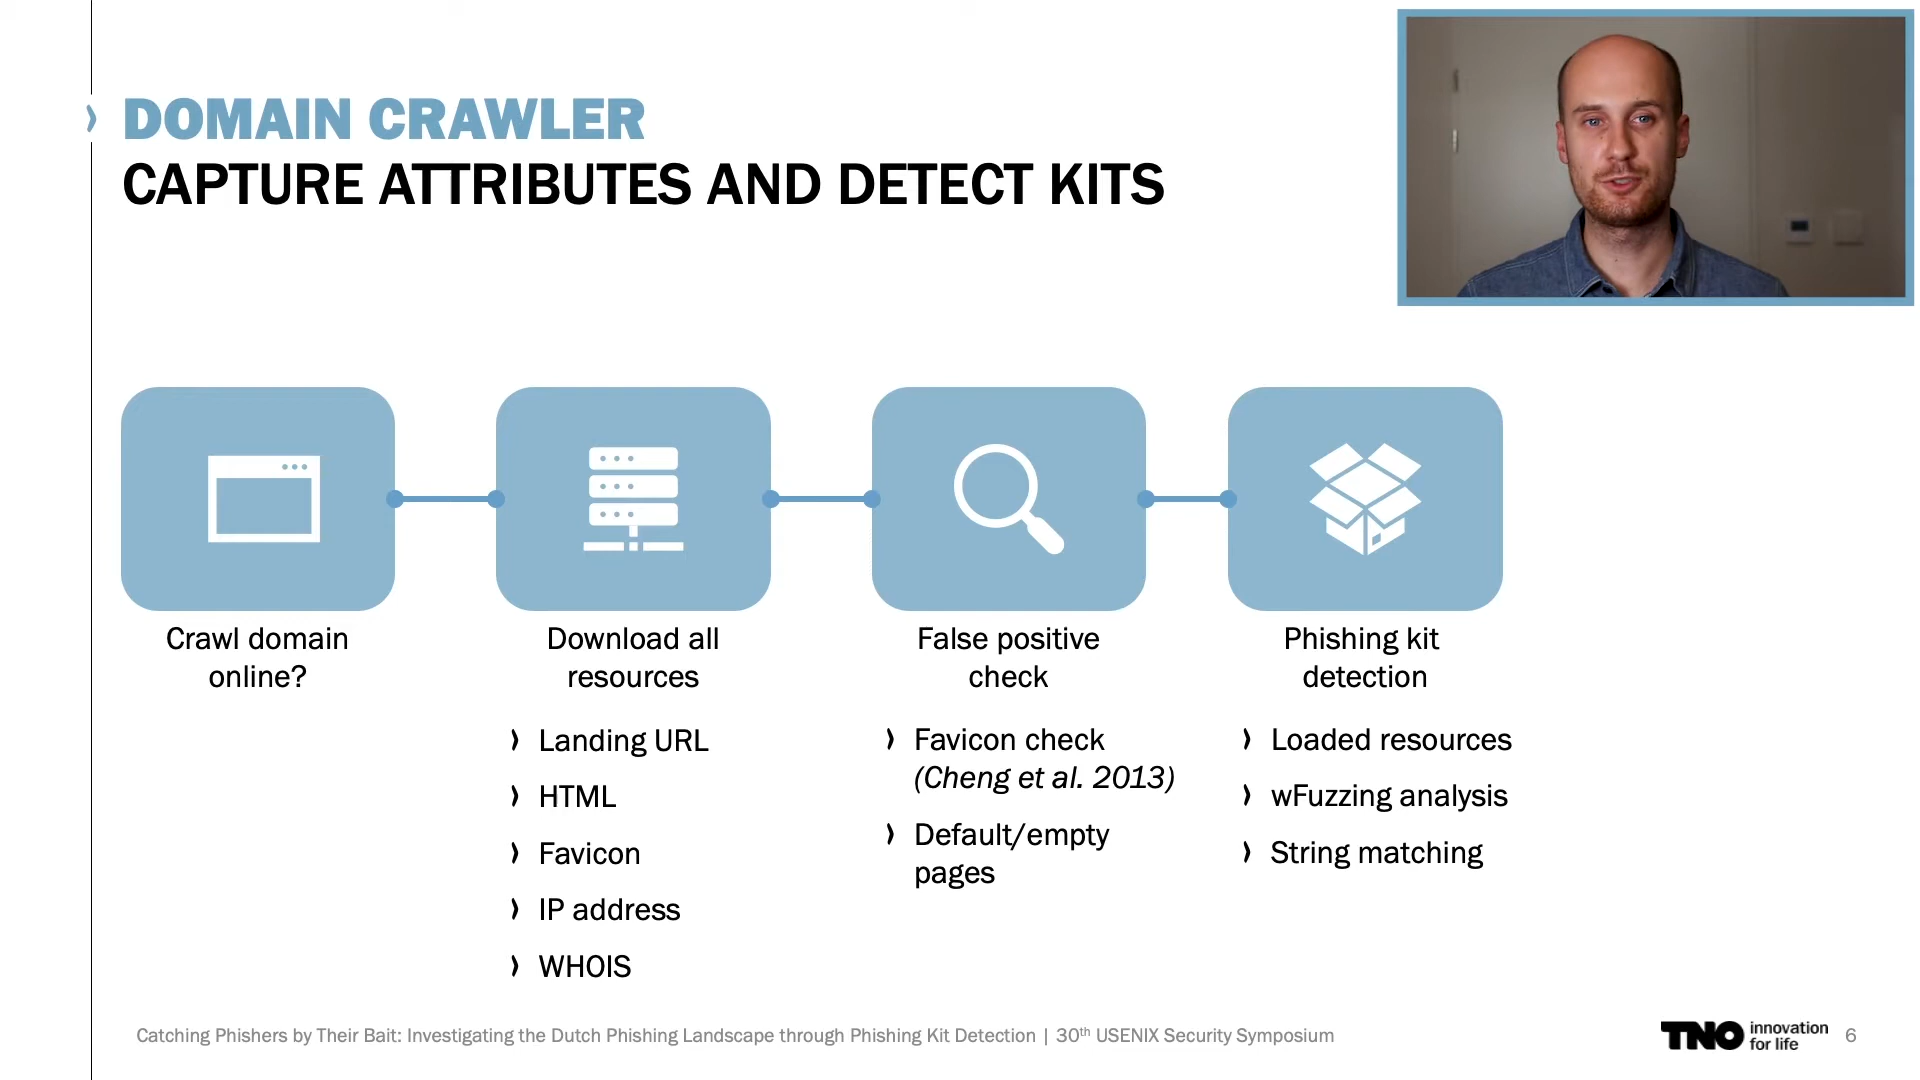 DOMAIN CRAWLER
CAPTURE ATTRIBUTES AND DETECT KITS
Crawl domain
online?
Download all
resources
› Landing URL
› HTML
› Favicon
› IP address
› WHOIS
False positive
check
› Favicon check
(Cheng et al. 2013)
› Default/empty
pages
Phishing kit
detection
› Loaded resources
› wFuzzing analysis
› String matching
Catching Phishers by Their Bait: Investigating the Dutch Phishing Landscape through Phishing Kit Detection | 30th USENIX Security Symposium
TNO innovation
for life
6